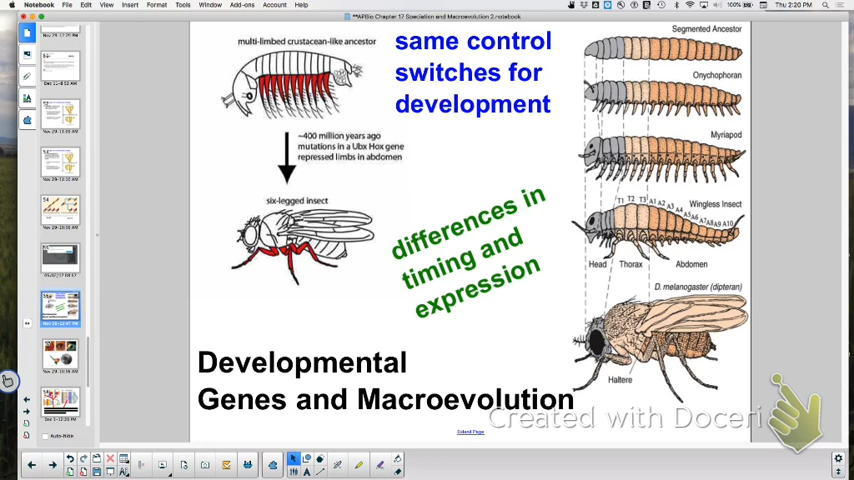 Notebook File Edit View Insert Format Tools Window Add-ons Account Help
100% Thu 2:20 PM
**APBio Chapter 17 Speciation and Macroevolution 2.notebook
multi-limbed crustacean-like ancestor
same control
switches for
development
~400 million years ago
mutations in a Ubx Hox gene
repressed limbs in abdomen
six-legged insect
differences in
timing and
expression
Segmented Ancestor
Onychophoran
Myriapod
Wingless Insect
T1 T2 T3 A1 A2 A3 A4 A5 A6 A7 A8 A9 A10
Head Thorax Abdomen
D. melanogaster (dipteran)
Haltere
Developmental
Genes and Macroevolution
Created with Doceri
Extend Page
Auto-hide